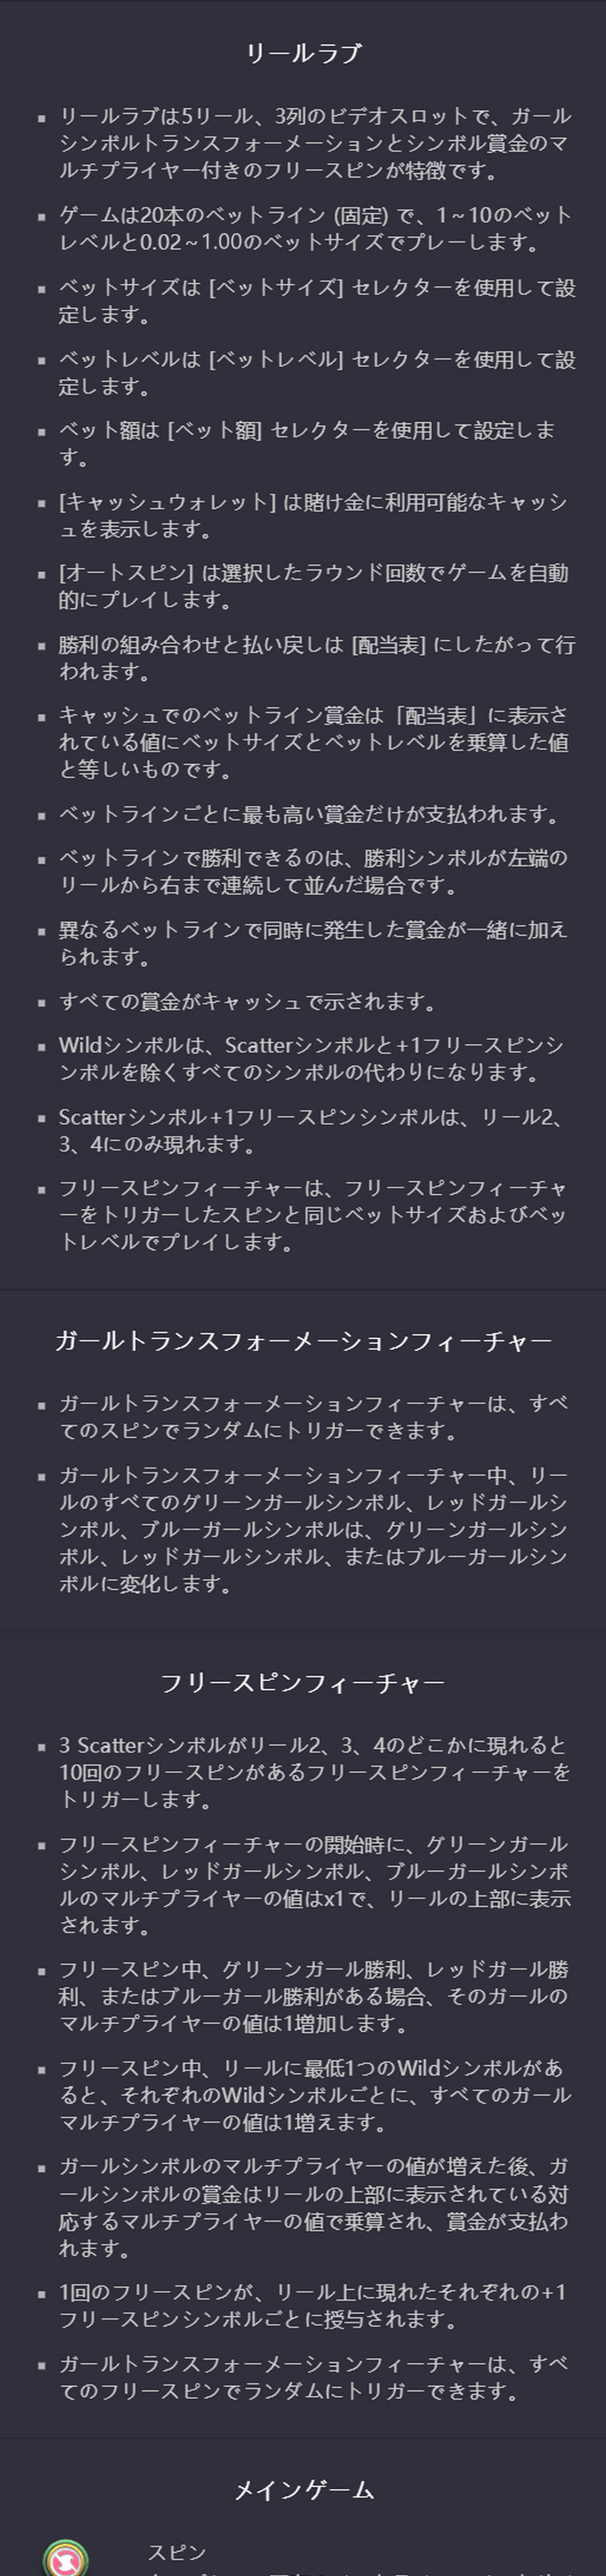 リールラブ
リールラブは5リール、3列のビデオスロットで、ガール
シンボルトランスフォーメーションとシンボル賞金のマ
ルチプライヤー付きのフリースピンが特徴です。
ゲームは20本のベットライン (固定) で、1~10のベット
レベルと0.02~1.00のベットサイズでプレーします。
ベットサイズは [ベットサイズ] セレクターを使用して設
定します。
ベットレベルは [ベットレベル] セレクターを使用して設
定します。
ベット額は [ベット額] セレクターを使用して設定しま
す。
[キャッシュウォレット] は賭け金に利用可能なキャッシ
ュを表示します。
[オートスピン] は選択したラウンド回数でゲームを自動
的にプレイします。
勝利の組み合わせと払い戻しは [配当表] にしたがって行
われます。
キャッシュでのベットライン賞金は「配当表」に表示さ
れている値にベットサイズとベットレベルを乗算した値
と等しいものです。
ベットラインごとに最も高い賞金だけが支払われます。
ベットラインで勝利できるのは、勝利シンボルが左端の
リールから右まで連続して並んだ場合です。
異なるベットラインで同時に発生した賞金が一緒に加え
られます。
すべての賞金がキャッシュで示されます。
Wildシンボルは、Scatterシンボルと+1フリースピンシ
ンボルを除くすべてのシンボルの代わりになります。
Scatterシンボル+1フリースピンシンボルは、リール2、
3、4にのみ現れます。
フリースピンフィーチャーは、フリースピンフィーチャ
ーをトリガーしたスピンと同じベットサイズおよびベッ
トレベルでプレイします。
ガールトランスフォーメーションフィーチャー
ガールトランスフォーメーションフィーチャーは、すべ
てのスピンでランダムにトリガーできます。
ガールトランスフォーメーションフィーチャー中、リー
ルのすべてのグリーンガールシンボル、レッドガールシ
ンボル、ブルーガールシンボルは、グリーンガールシン
ボル、レッドガールシンボル、またはブルーガールシン
ボルに変化します。
フリースピンフィーチャー
3 Scatterシンボルがリール2、3、4のどこかに現れると
10回のフリースピンがあるフリースピンフィーチャーを
トリガーします。
フリースピンフィーチャーの開始時に、グリーンガール
シンボル、レッドガールシンボル、ブルーガールシンボ
ルのマルチプライヤーの値はx1で、リールの上部に表示
されます。
フリースピン中、グリーンガール勝利、レッドガール勝
利、またはブルーガール勝利がある場合、そのガールの
マルチプライヤーの値は1増加します。
フリースピン中、リールに最低1つのWildシンボルがあ
ると、それぞれのWildシンボルごとに、すべてのガール
マルチプライヤーの値は1増えます。
ガールシンボルのマルチプライヤーの値が増えた後、ガ
ールシンボルの賞金はリールの上部に表示されている対
応するマルチプライヤーの値で乗算され、賞金が支払わ
れます。
1回のフリースピンが、リール上に現れたそれぞれの+1
フリースピンシンボルごとに授与されます。
ガールトランスフォーメーションフィーチャーは、すべ
てのフリースピンでランダムにトリガーできます。
メインゲーム
スピン